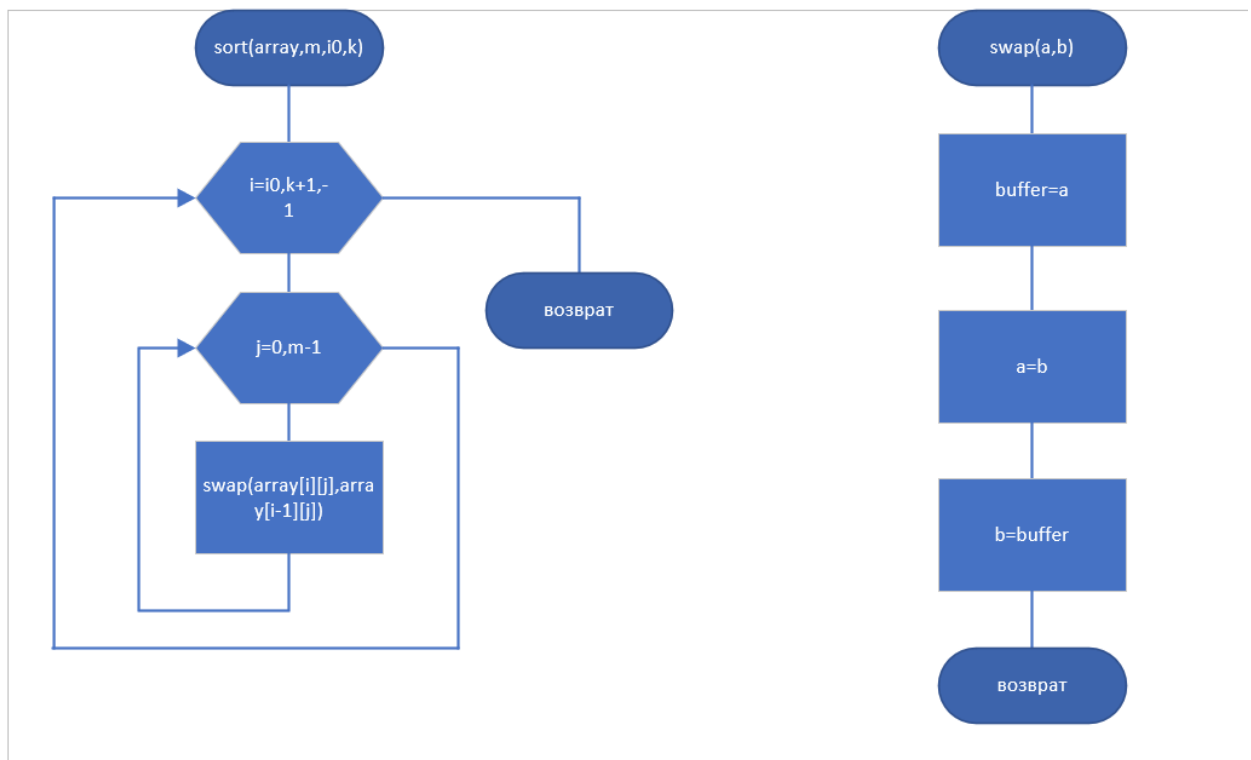 sort(array,m,i0,k)
i=i0,k+1,-
1
возврат
j=0,m-1
swap(array[i][j],arra
y[i-1][j])
swap(a,b)
buffer=a
a=b
b=buffer
возврат